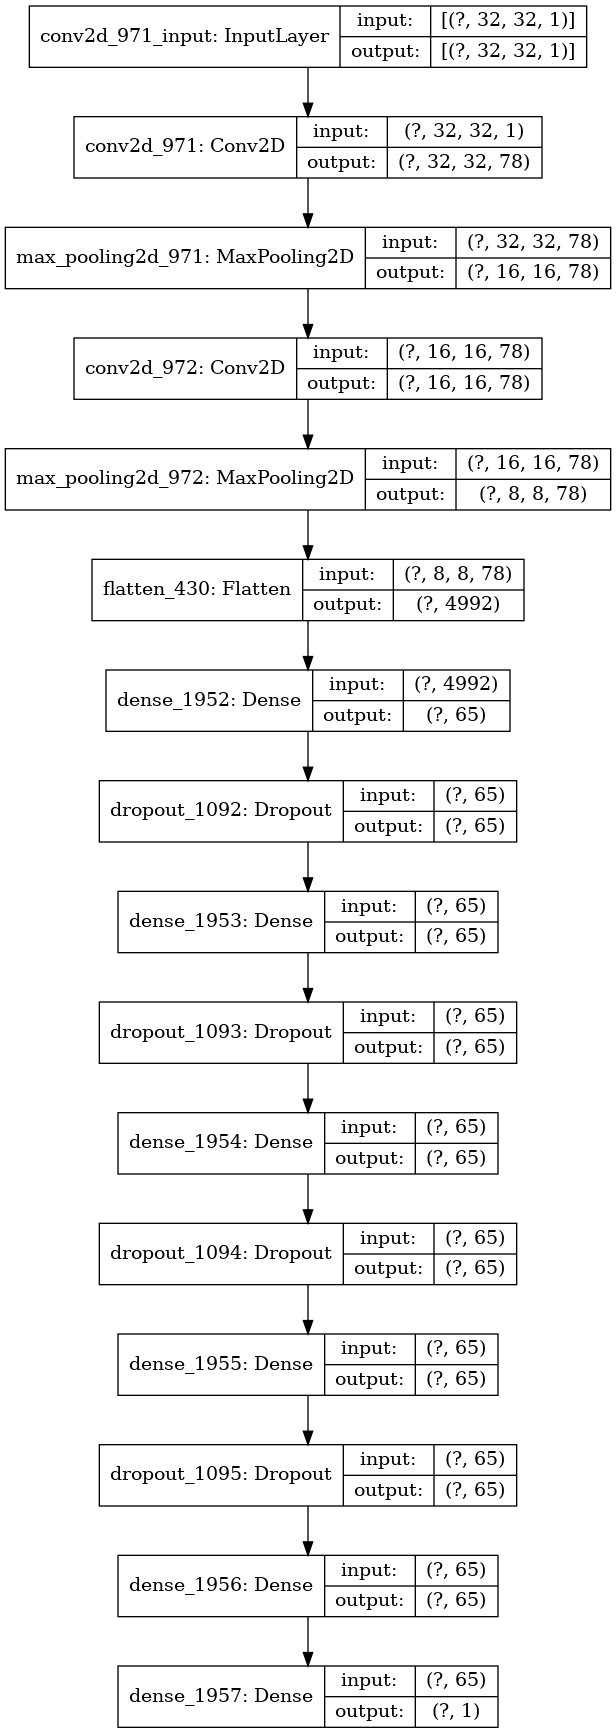 conv2d_971_input: InputLayer
input: [(?, 32, 32, 1)]
output: [(?, 32, 32, 1)]
conv2d_971: Conv2D
input: (?, 32, 32, 1)
output: (?, 32, 32, 78)
max_pooling2d_971: MaxPooling2D
input: (?, 32, 32, 78)
output: (?, 16, 16, 78)
conv2d_972: Conv2D
input: (?, 16, 16, 78)
output: (?, 16, 16, 78)
max_pooling2d_972: MaxPooling2D
input: (?, 16, 16, 78)
output: (?, 8, 8, 78)
flatten_430: Flatten
input: (?, 8, 8, 78)
output: (?, 4992)
dense_1952: Dense
input: (?, 4992)
output: (?, 65)
dropout_1092: Dropout
input: (?, 65)
output: (?, 65)
dense_1953: Dense
input: (?, 65)
output: (?, 65)
dropout_1093: Dropout
input: (?, 65)
output: (?, 65)
dense_1954: Dense
input: (?, 65)
output: (?, 65)
dropout_1094: Dropout
input: (?, 65)
output: (?, 65)
dense_1955: Dense
input: (?, 65)
output: (?, 65)
dropout_1095: Dropout
input: (?, 65)
output: (?, 65)
dense_1956: Dense
input: (?, 65)
output: (?, 65)
dense_1957: Dense
input: (?, 65)
output: (?, 1)